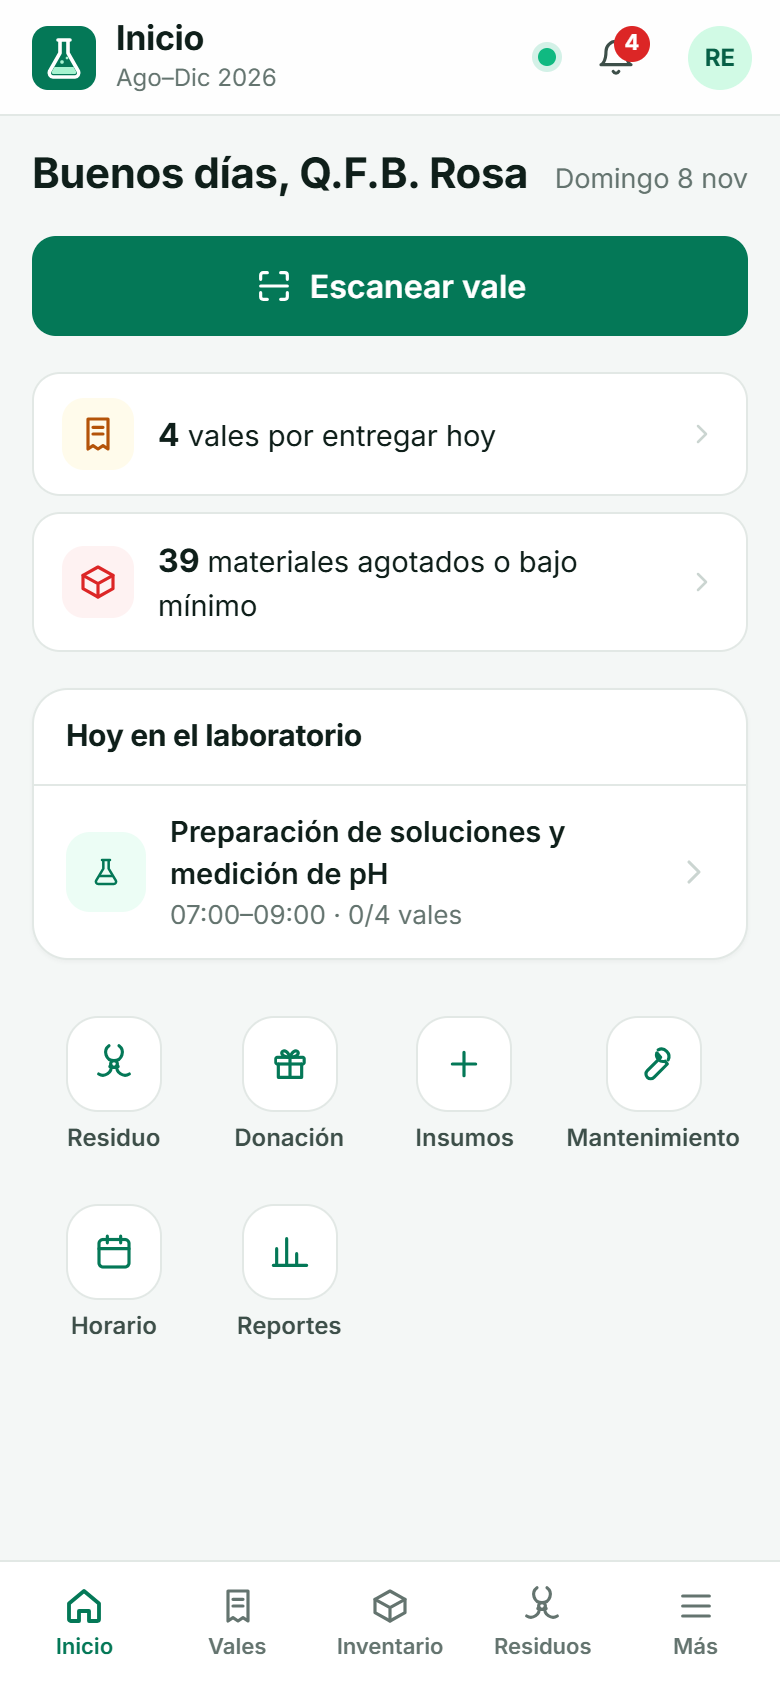 Inicio
Ago–Dic 2026
4
RE
Buenos días, Q.F.B. Rosa
Domingo 8 nov
Escanear vale
4 vales por entregar hoy
39 materiales agotados o bajo
mínimo
Hoy en el laboratorio
Preparación de soluciones y
medición de pH
07:00–09:00 · 0/4 vales
Residuo
Donación
Insumos
Mantenimiento
Horario
Reportes
Inicio
Vales
Inventario
Residuos
Más